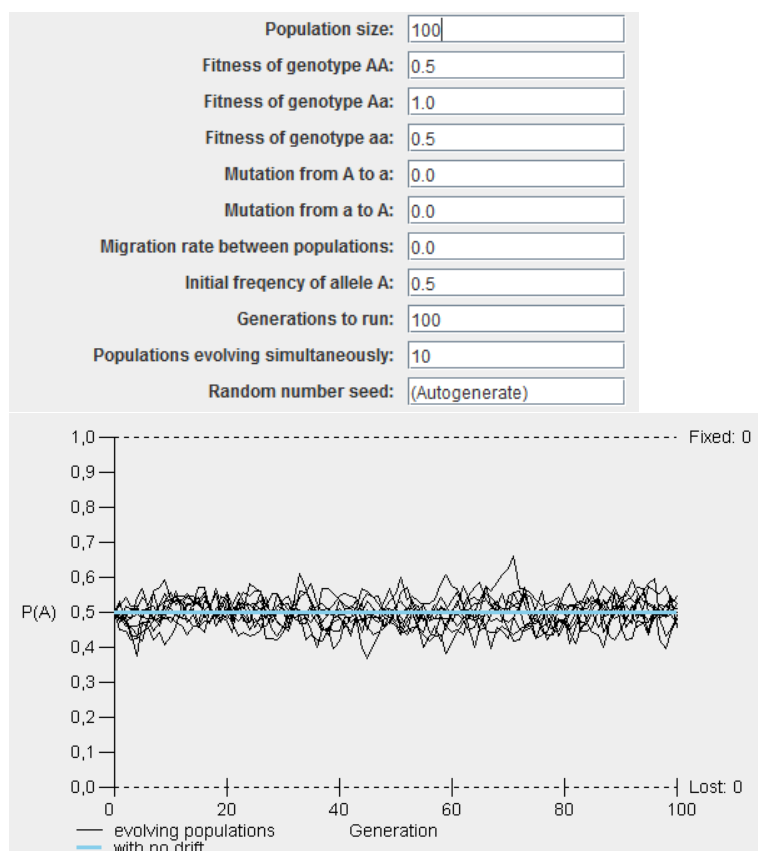 Population size: 100
Fitness of genotype AA: 0.5
Fitness of genotype Aa: 1.0
Fitness of genotype aa: 0.5
Mutation from A to a: 0.0
Mutation from a to A: 0.0
Migration rate between populations: 0.0
Initial freqency of allele A: 0.5
Generations to run: 100
Populations evolving simultaneously: 10
Random number seed: (Autogenerate)
1,0 Fixed: 0
0,9
0,8
0,7
0,6
P(A) 0,5
0,4
0,3
0,2
0,1
0,0 Lost: 0
0 20 40 60 80 100
evolving populations Generation
with no drift